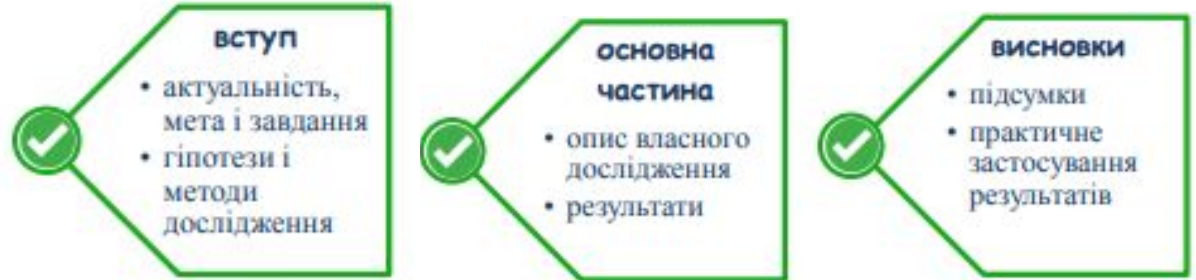 вступ
• актуальність,
мета і завдання
• гіпотези і
методи
дослідження
основна
частина
• опис власного
дослідження
• результати
висновки
• підсумки
• практичне
застосування
результатів